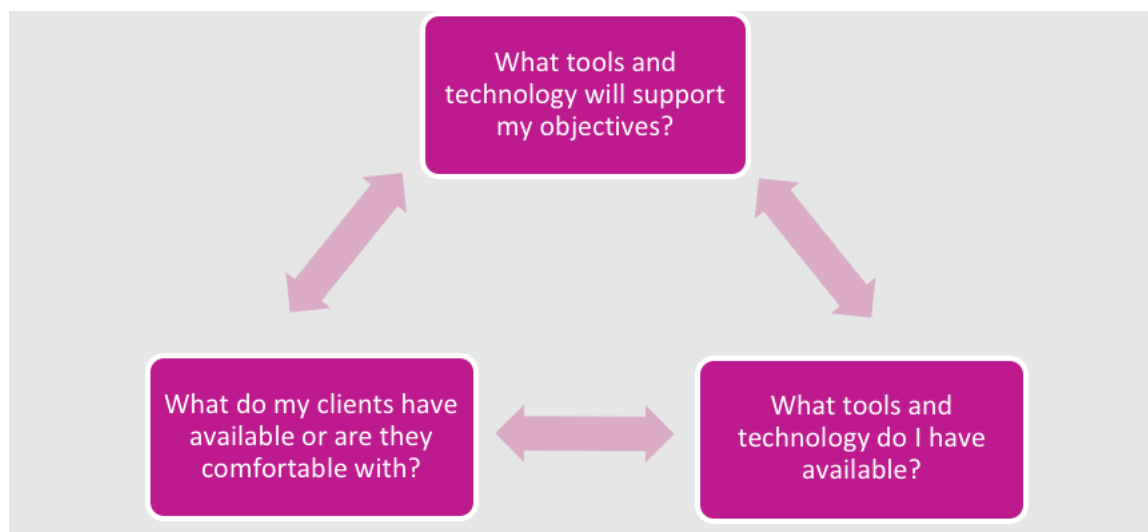 What tools and
technology will support
my objectives?
What do my clients have
available or are they
comfortable with?
What tools and
technology do I have
available?